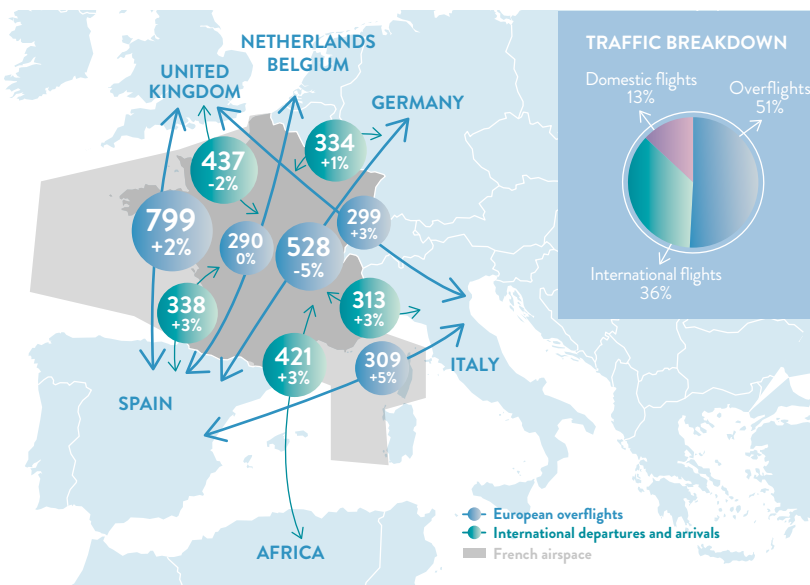 NETHERLANDS
BELGIUM
UNITED
KINGDOM
GERMANY
437
-2%
334
+1%
799
+2%
290
0%
528
-5%
299
+3%
338
+3%
313
+3%
421
+3%
309
+5%
ITALY
SPAIN
AFRICA
TRAFFIC BREAKDOWN
Domestic flights
13%
Overflights
51%
International flights
36%
European overflights
International departures and arrivals
French airspace